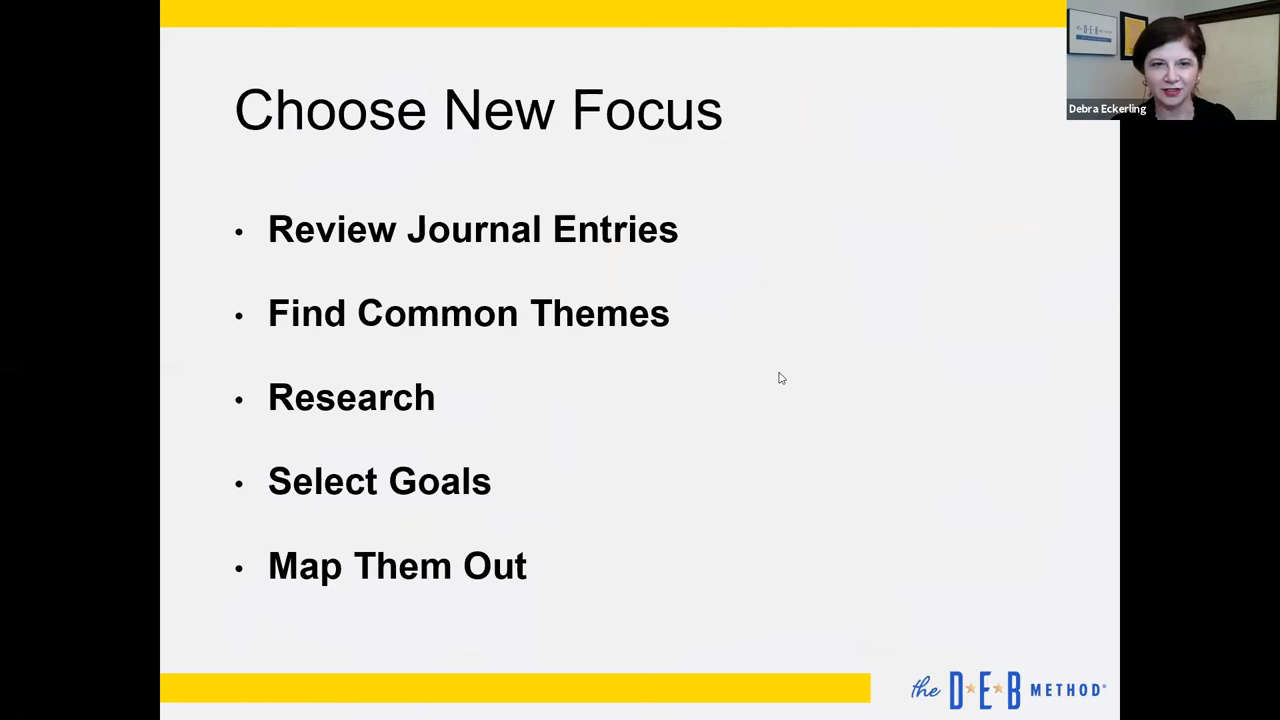 Choose New Focus
• Review Journal Entries
• Find Common Themes
• Research
• Select Goals
• Map Them Out
the D★E★B METHOD®
the DEB
Debra Eckerling